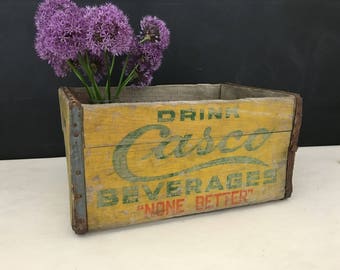 DRINK
Casco
BEVERAGES
"NONE BETTER"